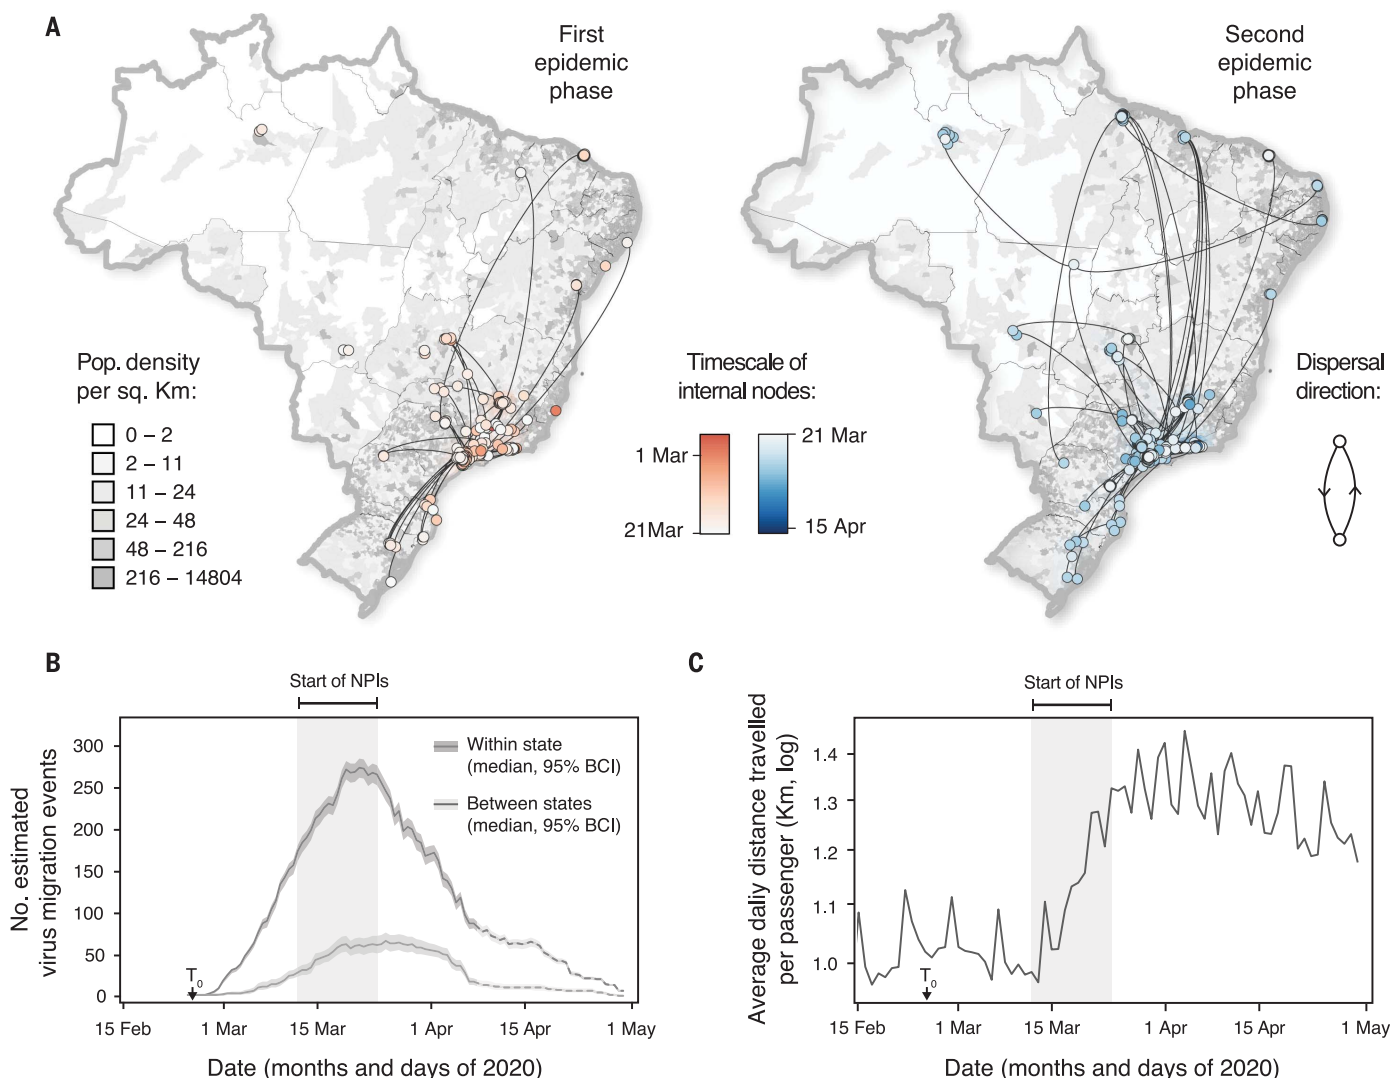 A
First
epidemic
phase
Second
epidemic
phase
Pop. density
per sq. Km:
0 – 2
2 – 11
11 – 24
24 – 48
48 – 216
216 – 14804
Timescale of
internal nodes:
1 Mar
21Mar
21 Mar
15 Apr
Dispersal
direction:
B
Start of NPIs
No. estimated
virus migration events
300
250
200
150
100
50
0
Within state
(median, 95% BCI)
Between states
(median, 95% BCI)
T0
15 Feb
1 Mar
15 Mar
1 Apr
15 Apr
1 May
Date (months and days of 2020)
C
Start of NPIs
Average daliy distance travelled
per passenger (Km, log)
1.4
1.3
1.2
1.1
1.0
T0
15 Feb
1 Mar
15 Mar
1 Apr
15 Apr
1 May
Date (months and days of 2020)